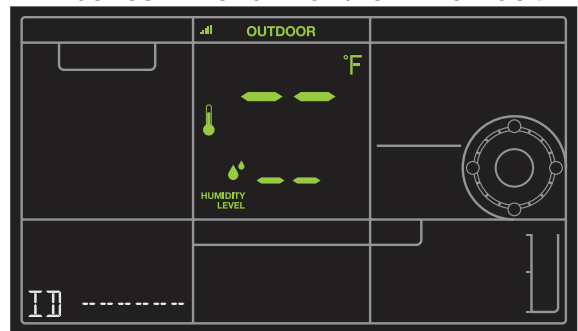 OUTDOOR
°F
-- --
HUMIDITY
LEVEL
-- --
ID -------